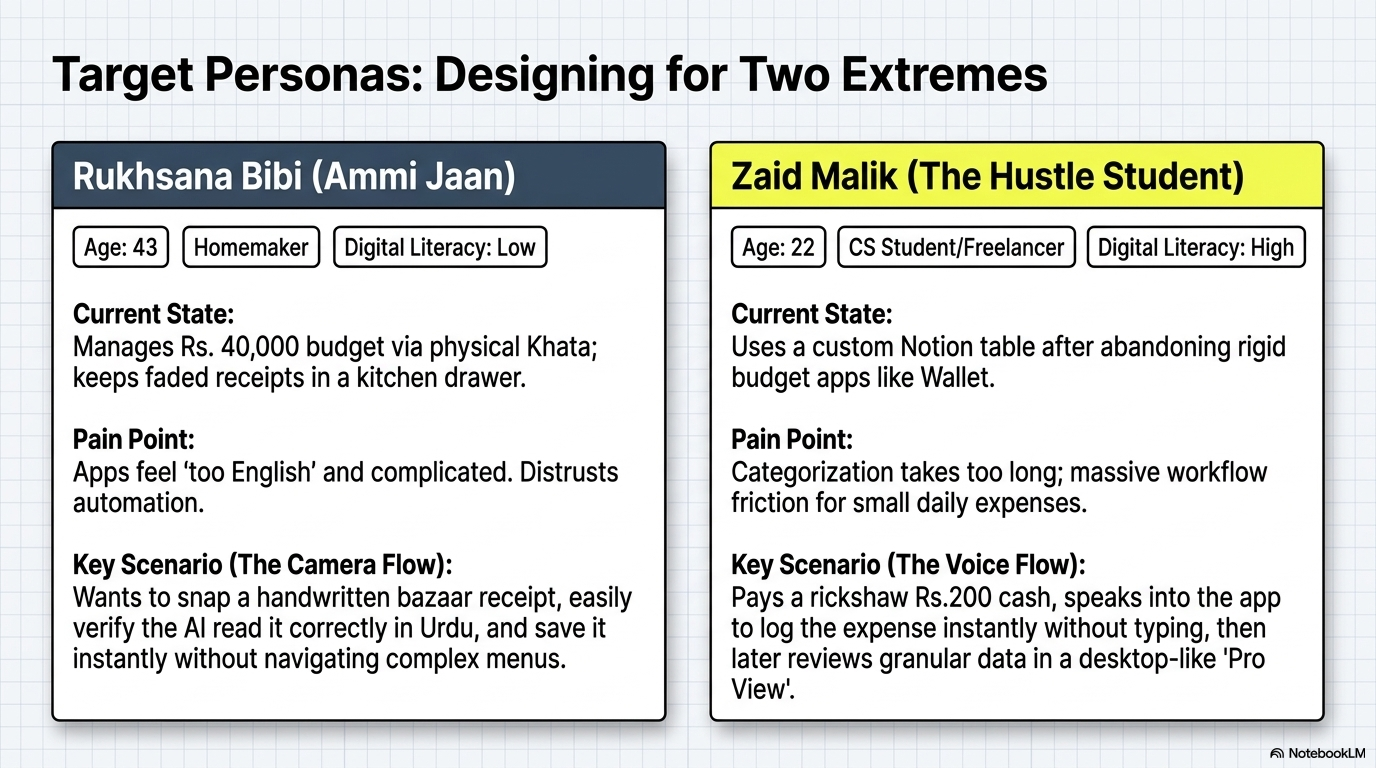 Target Personas: Designing for Two Extremes
Rukhsana Bibi (Ammi Jaan)
Age: 43
Homemaker
Digital Literacy: Low
Current State:
Manages Rs. 40,000 budget via physical Khata;
keeps faded receipts in a kitchen drawer.
Pain Point:
Apps feel ‘too English’ and complicated. Distrusts
automation.
Key Scenario (The Camera Flow):
Wants to snap a handwritten bazaar receipt, easily
verify the AI read it correctly in Urdu, and save it
instantly without navigating complex menus.
Zaid Malik (The Hustle Student)
Age: 22
CS Student/Freelancer
Digital Literacy: High
Current State:
Uses a custom Notion table after abandoning rigid
budget apps like Wallet.
Pain Point:
Categorization takes too long; massive workflow
friction for small daily expenses.
Key Scenario (The Voice Flow):
Pays a rickshaw Rs.200 cash, speaks into the app
to log the expense instantly without typing, then
later reviews granular data in a desktop-like 'Pro
View'.
NotebookLM